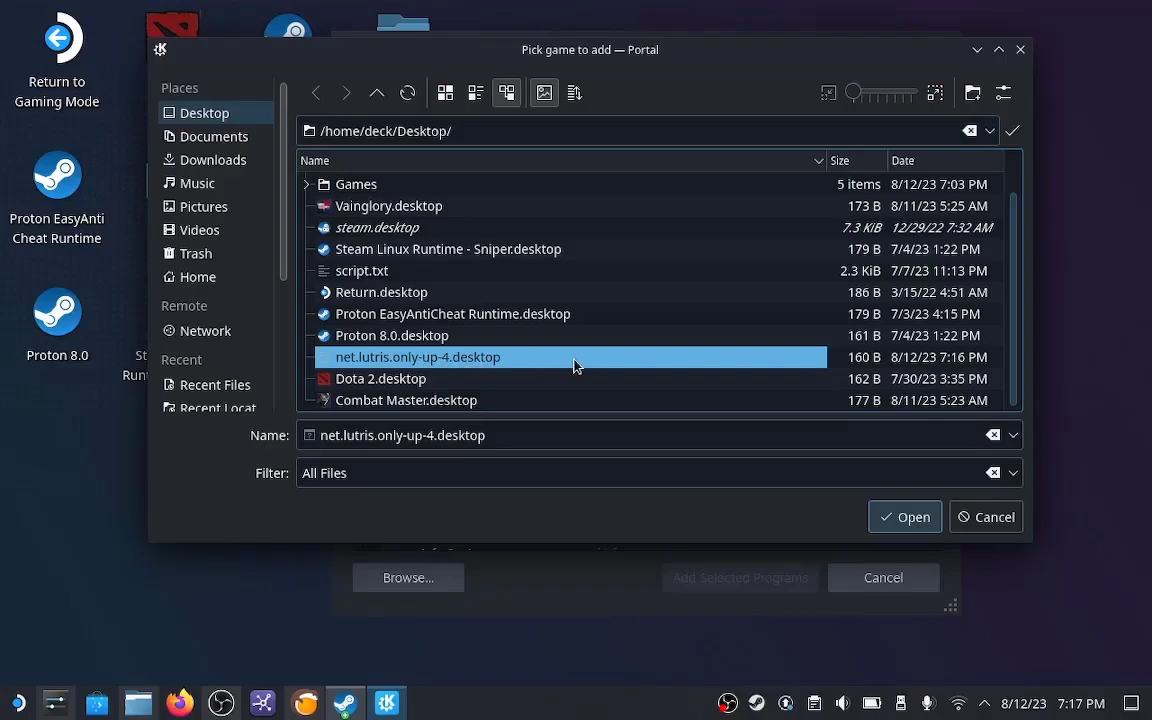 Return to
Gaming Mode
Proton EasyAnti
Cheat Runtime
Proton 8.0
St
Runt
Pick game to add — Portal
Places
Desktop
Documents
Downloads
Music
Pictures
Videos
Trash
Home
Remote
Network
Recent
Recent Files
Recent Locat
/home/deck/Desktop/
Name Size Date
Games 5 items 8/12/23 7:03 PM
Vainglory.desktop 173 B 8/11/23 5:25 AM
steam.desktop 7.3 KiB 12/29/22 7:32 AM
Steam Linux Runtime - Sniper.desktop 179 B 7/4/23 1:22 PM
script.txt 2.3 KiB 7/7/23 11:13 PM
Return.desktop 186 B 3/15/22 4:51 AM
Proton EasyAntiCheat Runtime.desktop 179 B 7/3/23 4:15 PM
Proton 8.0.desktop 161 B 7/4/23 1:22 PM
net.lutris.only-up-4.desktop 160 B 8/12/23 7:16 PM
Dota 2.desktop 162 B 7/30/23 3:35 PM
Combat Master.desktop 177 B 8/11/23 5:23 AM
Name: net.lutris.only-up-4.desktop
Filter: All Files
Open Cancel
Browse... Add Selected Programs Cancel
8/12/23 7:17 PM